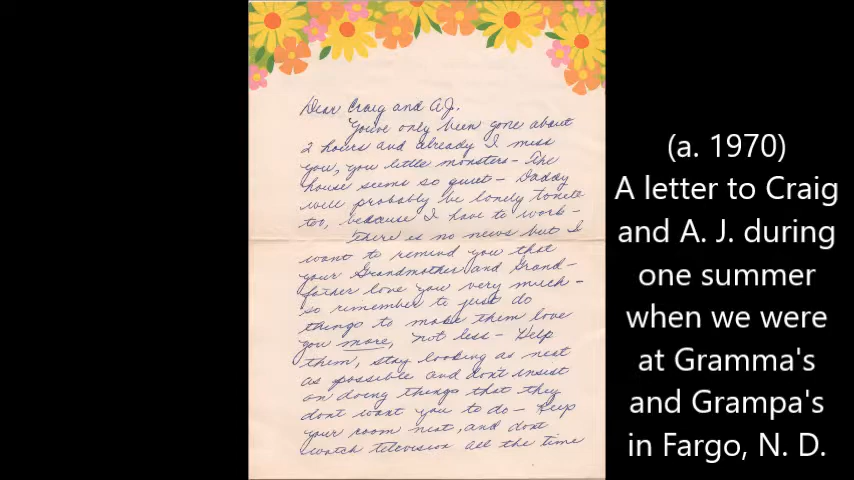 Dear Craig and A.J.
You've only been gone about
2 hours and already I miss
you, you little monsters - The
house seems so quiet - Daddy
will probably be lonely tonite
too, because I have to work -
There is no news but I
want to remind you that
your Grandmother and Grand-
father love you very much -
so remember to just do
things to make them love
you more, not less - Help
them, stay looking as neat
as possible and dont insist
on doing things that they
dont want you to do - Keep
your room neat, and dont
watch television all the time
(a. 1970)
A letter to Craig
and A. J. during
one summer
when we were
at Gramma's
and Grampa's
in Fargo, N. D.